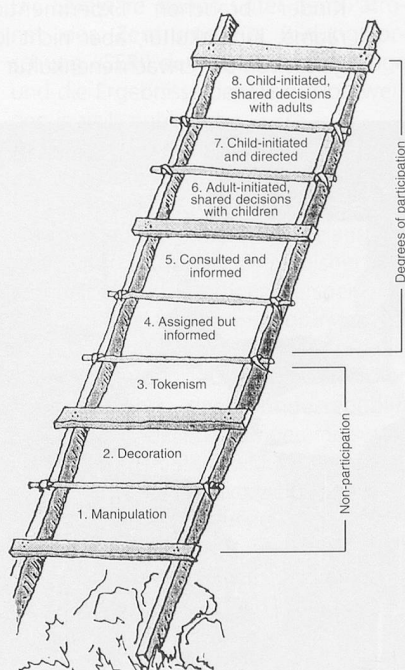 8. Child-initiated,
shared decisions
with adults
7. Child-initiated
and directed
6. Adult-initiated,
shared decisions
with children
5. Consulted and
informed
4. Assigned but
informed
3. Tokenism
2. Decoration
1. Manipulation
Degrees of participation
Non-participation